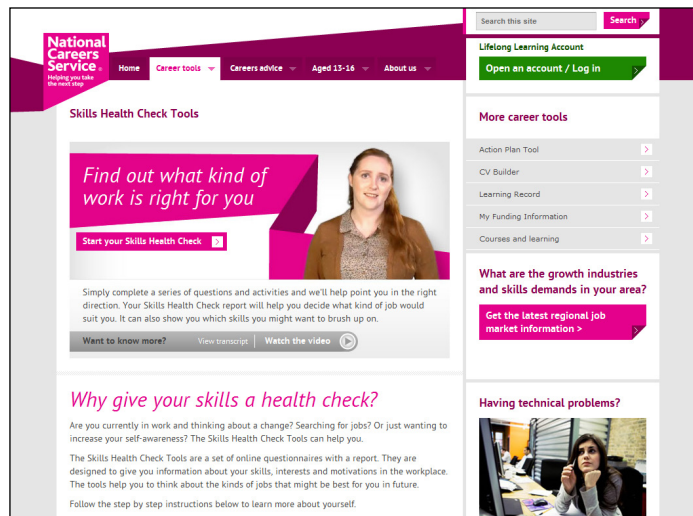 Search this site
Search
National
Careers
Service
Helping you take
the next step
Home
Career tools
Careers advice
Aged 13-16
About us
Lifelong Learning Account
Open an account / Log in
Skills Health Check Tools
Find out what kind of
work is right for you
Start your Skills Health Check
Simply complete a series of questions and activities and we'll help point you in the right
direction. Your Skills Health Check report will help you decide what kind of job would
suit you. It can also show you which skills you might want to brush up on.
Want to know more?
View transcript
Watch the video
Why give your skills a health check?
Are you currently in work and thinking about a change? Searching for jobs? Or just wanting to
increase your self-awareness? The Skills Health Check Tools can help you.
The Skills Health Check Tools are a set of online questionnaires with a report. They are
designed to give you information about your skills, interests and motivations in the workplace.
The tools help you to think about the kinds of jobs that might be best for you in future.
Follow the step by step instructions below to learn more about yourself.
More career tools
Action Plan Tool
CV Builder
Learning Record
My Funding Information
Courses and learning
What are the growth industries
and skills demands in your area?
Get the latest regional job
market information >
Having technical problems?